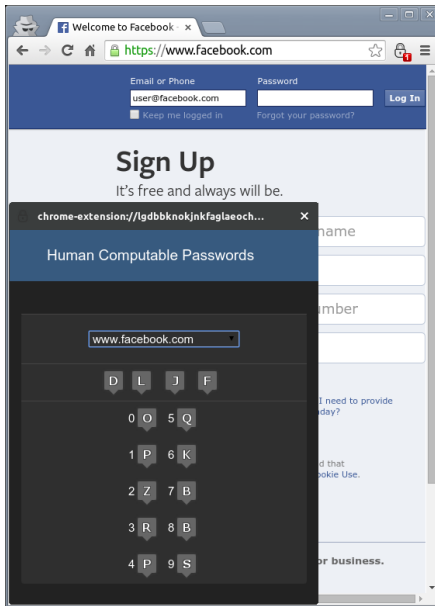 Welcome to Facebook -
https://www.facebook.com
Email or Phone
Password
user@facebook.com
Log In
Keep me logged in
Forgot your password?
Sign Up
It's free and always will be.
chrome-extension://lgdbbknokjnkfaglaeoch...
name
Human Computable Passwords
mber
www.facebook.com
D L J F
I need to provide
day?
0 O 5 Q
1 P 6 K
d that
okie Use.
2 Z 7 B
3 R 8 B
or business.
4 P 9 S